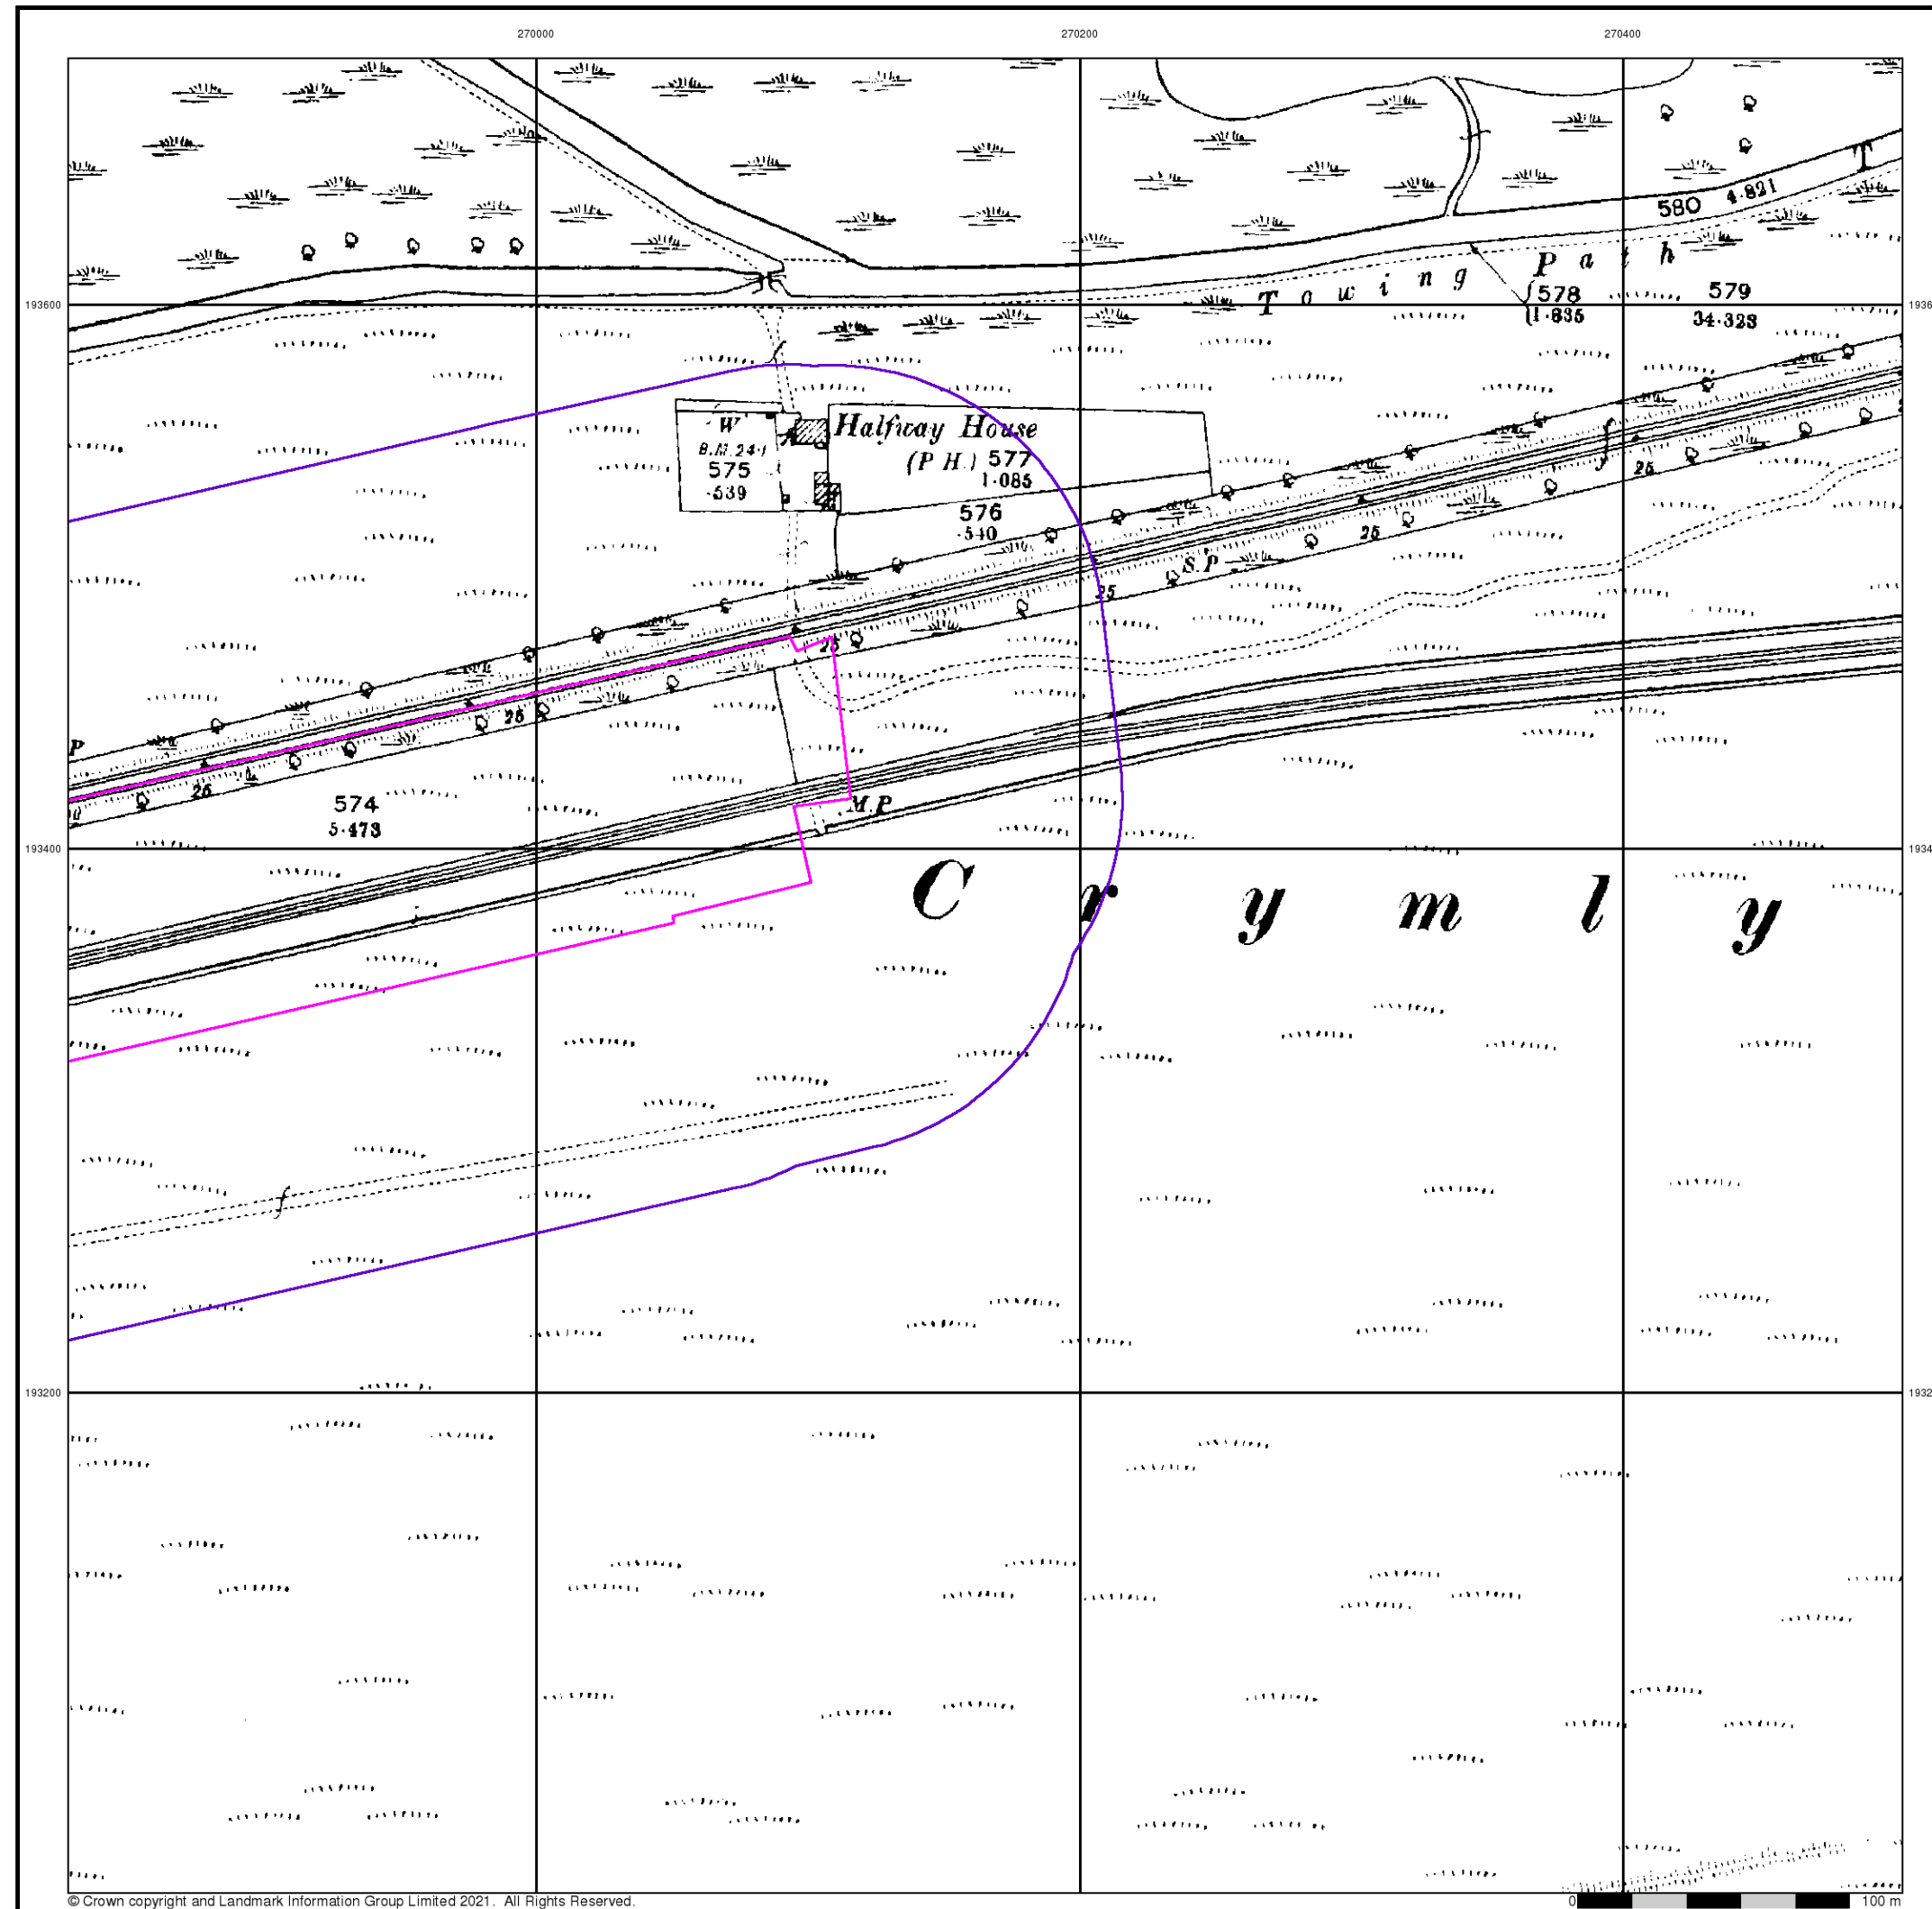 270000 270200 270400
T
580 4·821
Towing Path
193600
578
1·835
579
34·323
W
B.M. 24·1
575
·539
Halfway House
(P.H.) 577
1·085
576
·540
25
25
S.P
25
25
25
P
25
574
5·473
M.P
193400
Crymly
193200
© Crown copyright and Landmark Information Group Limited 2021. All Rights Reserved.
0 100 m